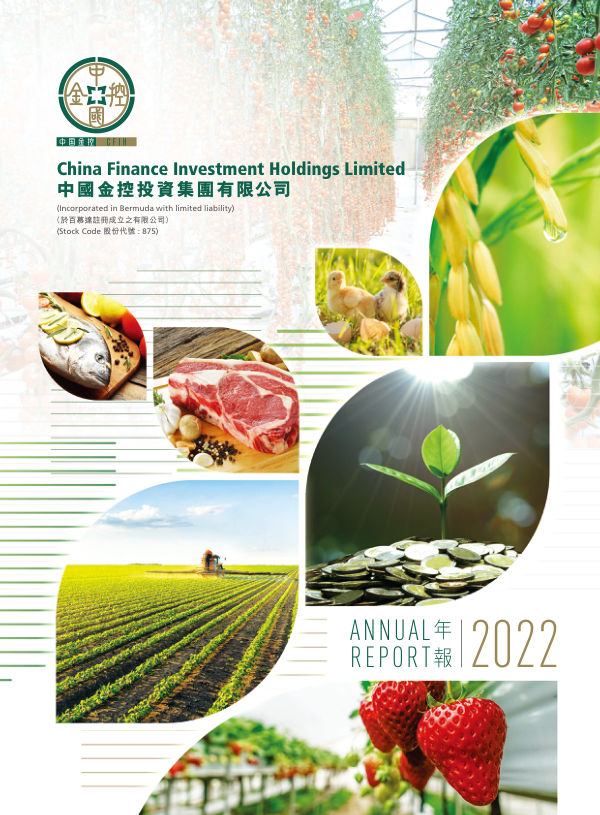 中
金 控
國
中国金控 CFIH
China Finance Investment Holdings Limited
中國金控投資集團有限公司
(Incorporated in Bermuda with limited liability)
（於百慕達註冊成立之有限公司）
(Stock Code 股份代號 : 875)
ANNUAL 年
REPORT 報
2022